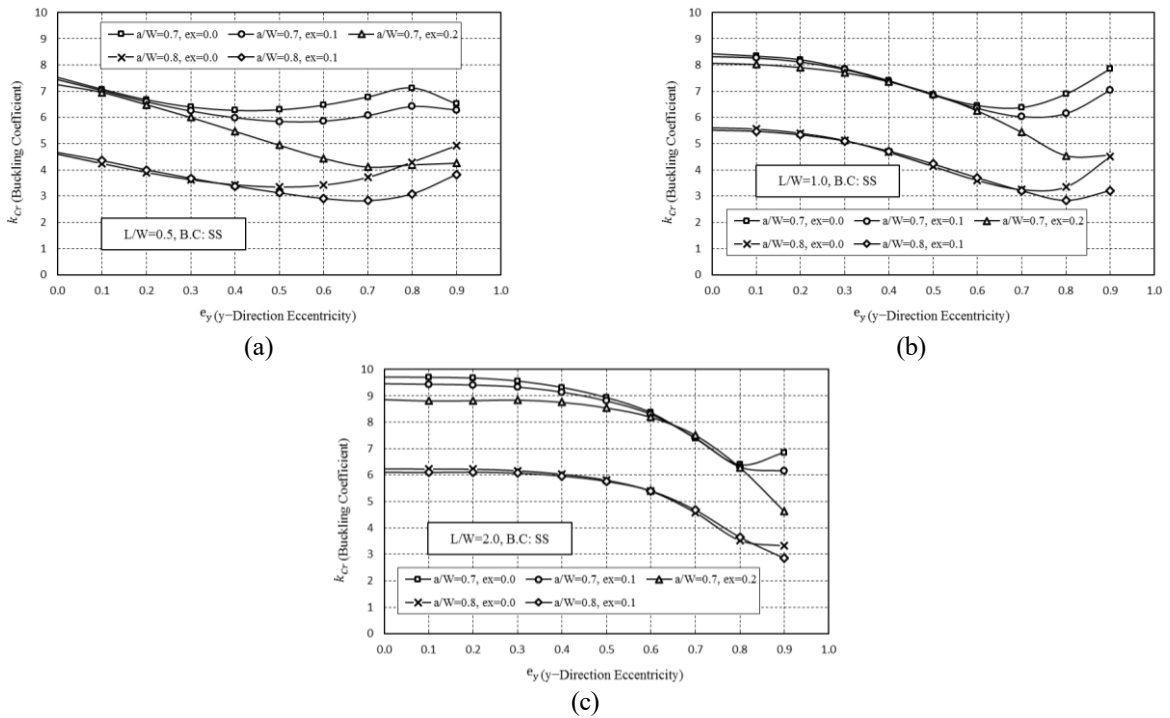 10
9
8
7
6
5
4
3
2
1
0
k_Cr (Buckling Coefficient)
a/W=0.7, ex=0.0 a/W=0.7, ex=0.1 a/W=0.7, ex=0.2
a/W=0.8, ex=0.0 a/W=0.8, ex=0.1
L/W=0.5, B.C: SS
0.0 0.1 0.2 0.3 0.4 0.5 0.6 0.7 0.8 0.9 1.0
e_y (y−Direction Eccentricity)
(a)
10
9
8
7
6
5
4
3
2
1
0
k_Cr (Buckling Coefficient)
L/W=1.0, B.C: SS
a/W=0.7, ex=0.0 a/W=0.7, ex=0.1 a/W=0.7, ex=0.2
a/W=0.8, ex=0.0 a/W=0.8, ex=0.1
0.0 0.1 0.2 0.3 0.4 0.5 0.6 0.7 0.8 0.9 1.0
e_y (y−Direction Eccentricity)
(b)
10
9
8
7
6
5
4
3
2
1
0
k_Cr (Buckling Coefficient)
L/W=2.0, B.C: SS
a/W=0.7, ex=0.0 a/W=0.7, ex=0.1 a/W=0.7, ex=0.2
a/W=0.8, ex=0.0 a/W=0.8, ex=0.1
0.0 0.1 0.2 0.3 0.4 0.5 0.6 0.7 0.8 0.9 1.0
e_y (y−Direction Eccentricity)
(c)